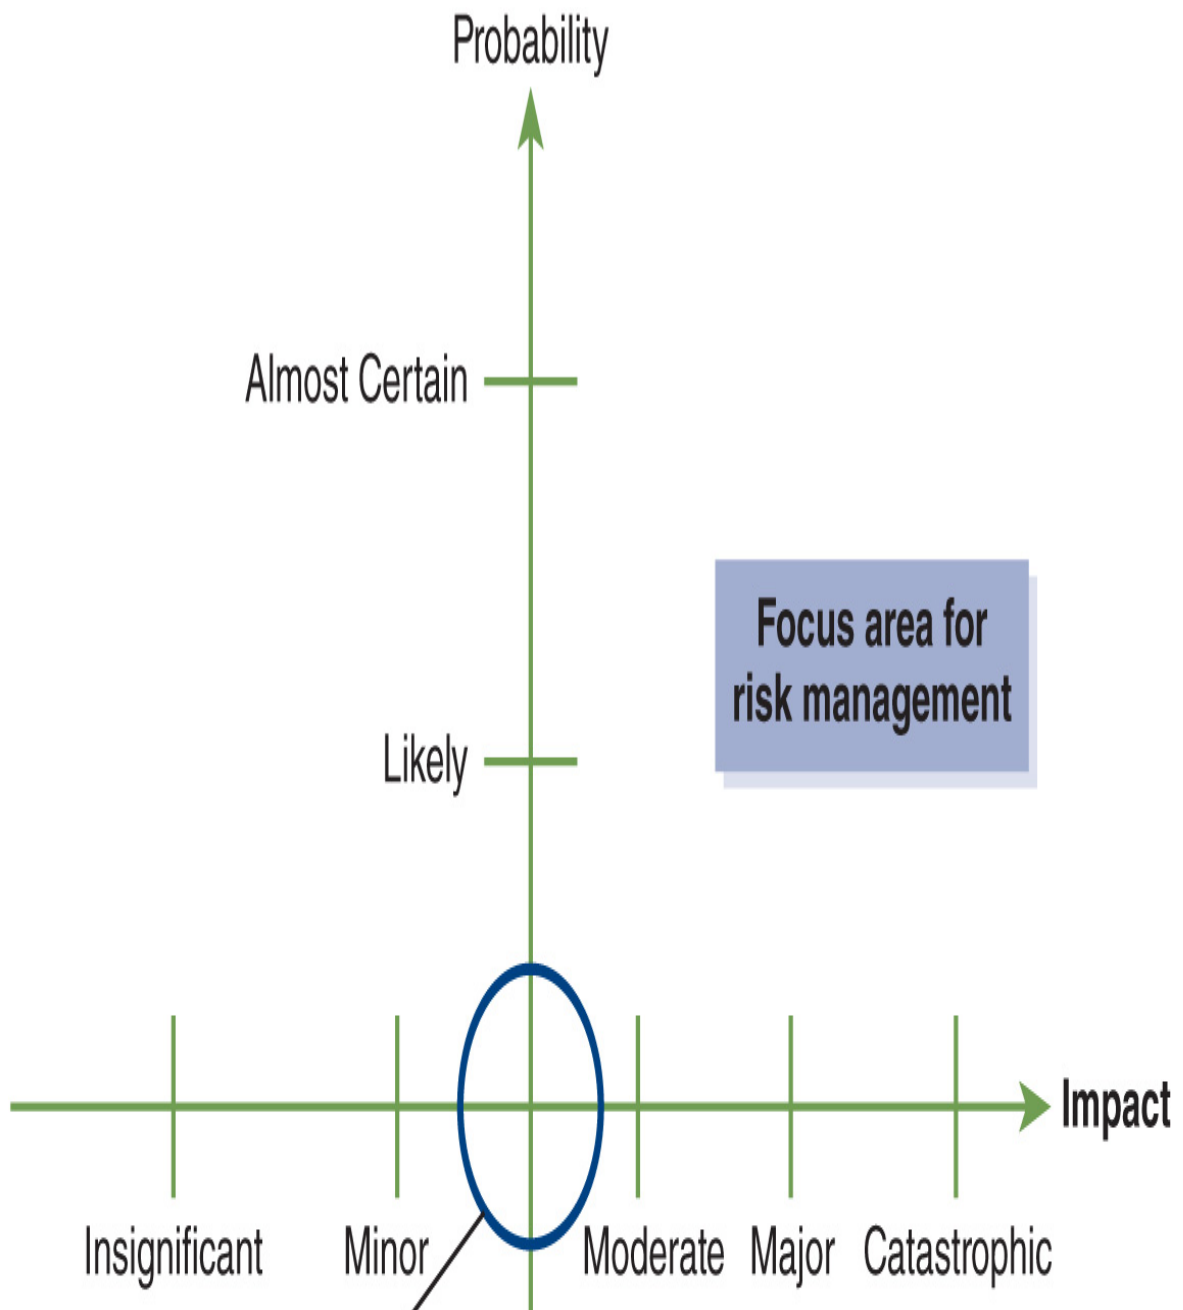 Probability
Almost Certain
Focus area for
risk management
Likely
Impact
Insignificant
Minor
Moderate
Major
Catastrophic